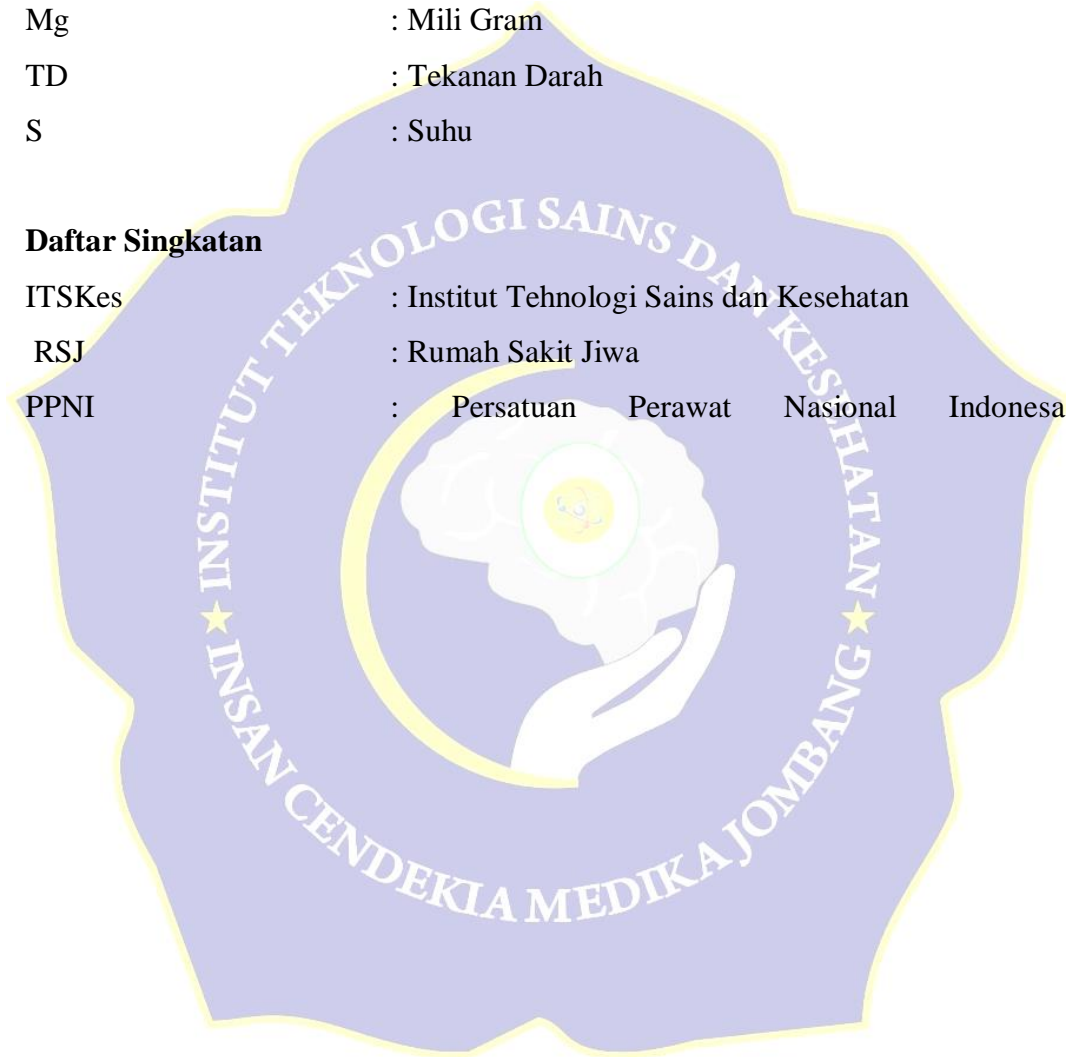 Mg : Mili Gram
TD : Tekanan Darah
S : Suhu
Daftar Singkatan
ITSKes : Institut Tehnologi Sains dan Kesehatan
RSJ : Rumah Sakit Jiwa
PPNI : Persatuan Perawat Nasional Indonesa
INSTITUT TEKNOLOGI SAINS DAN KESEHATAN
INSAN CENDEKIA MEDIKA JOMBANG